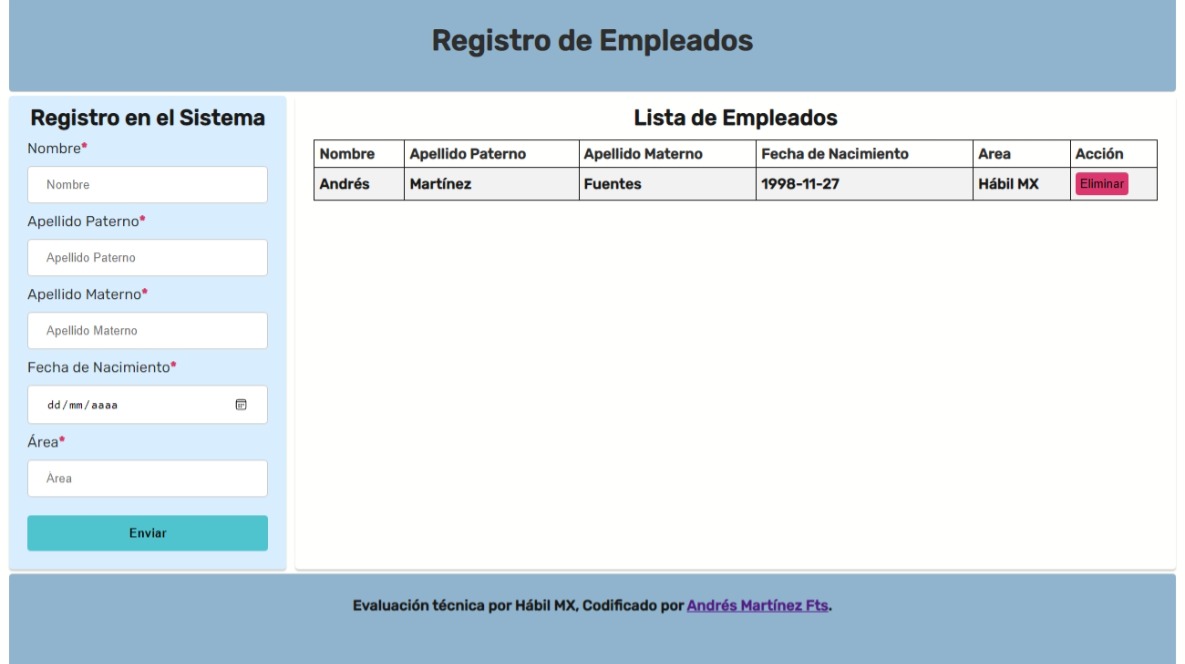 Registro de Empleados
Registro en el Sistema
Nombre*
Nombre
Apellido Paterno*
Apellido Paterno
Apellido Materno*
Apellido Materno
Fecha de Nacimiento*
dd/mm/aaaa
Área*
Área
Enviar
Lista de Empleados
Nombre Apellido Paterno Apellido Materno Fecha de Nacimiento Area Acción
Andrés Martínez Fuentes 1998-11-27 Hábil MX Eliminar
Evaluación técnica por Hábil MX, Codificado por Andrés Martínez Fts.